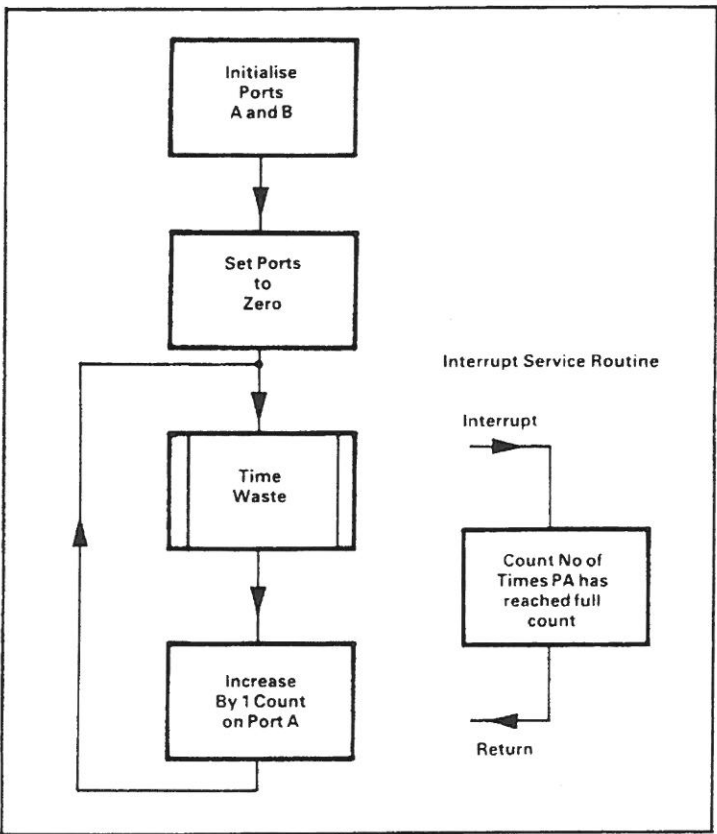 Initialise
Ports
A and B
Set Ports
to
Zero
Time
Waste
Increase
By 1 Count
on Port A
Interrupt Service Routine
Interrupt
Count No of
Times PA has
reached full
count
Return